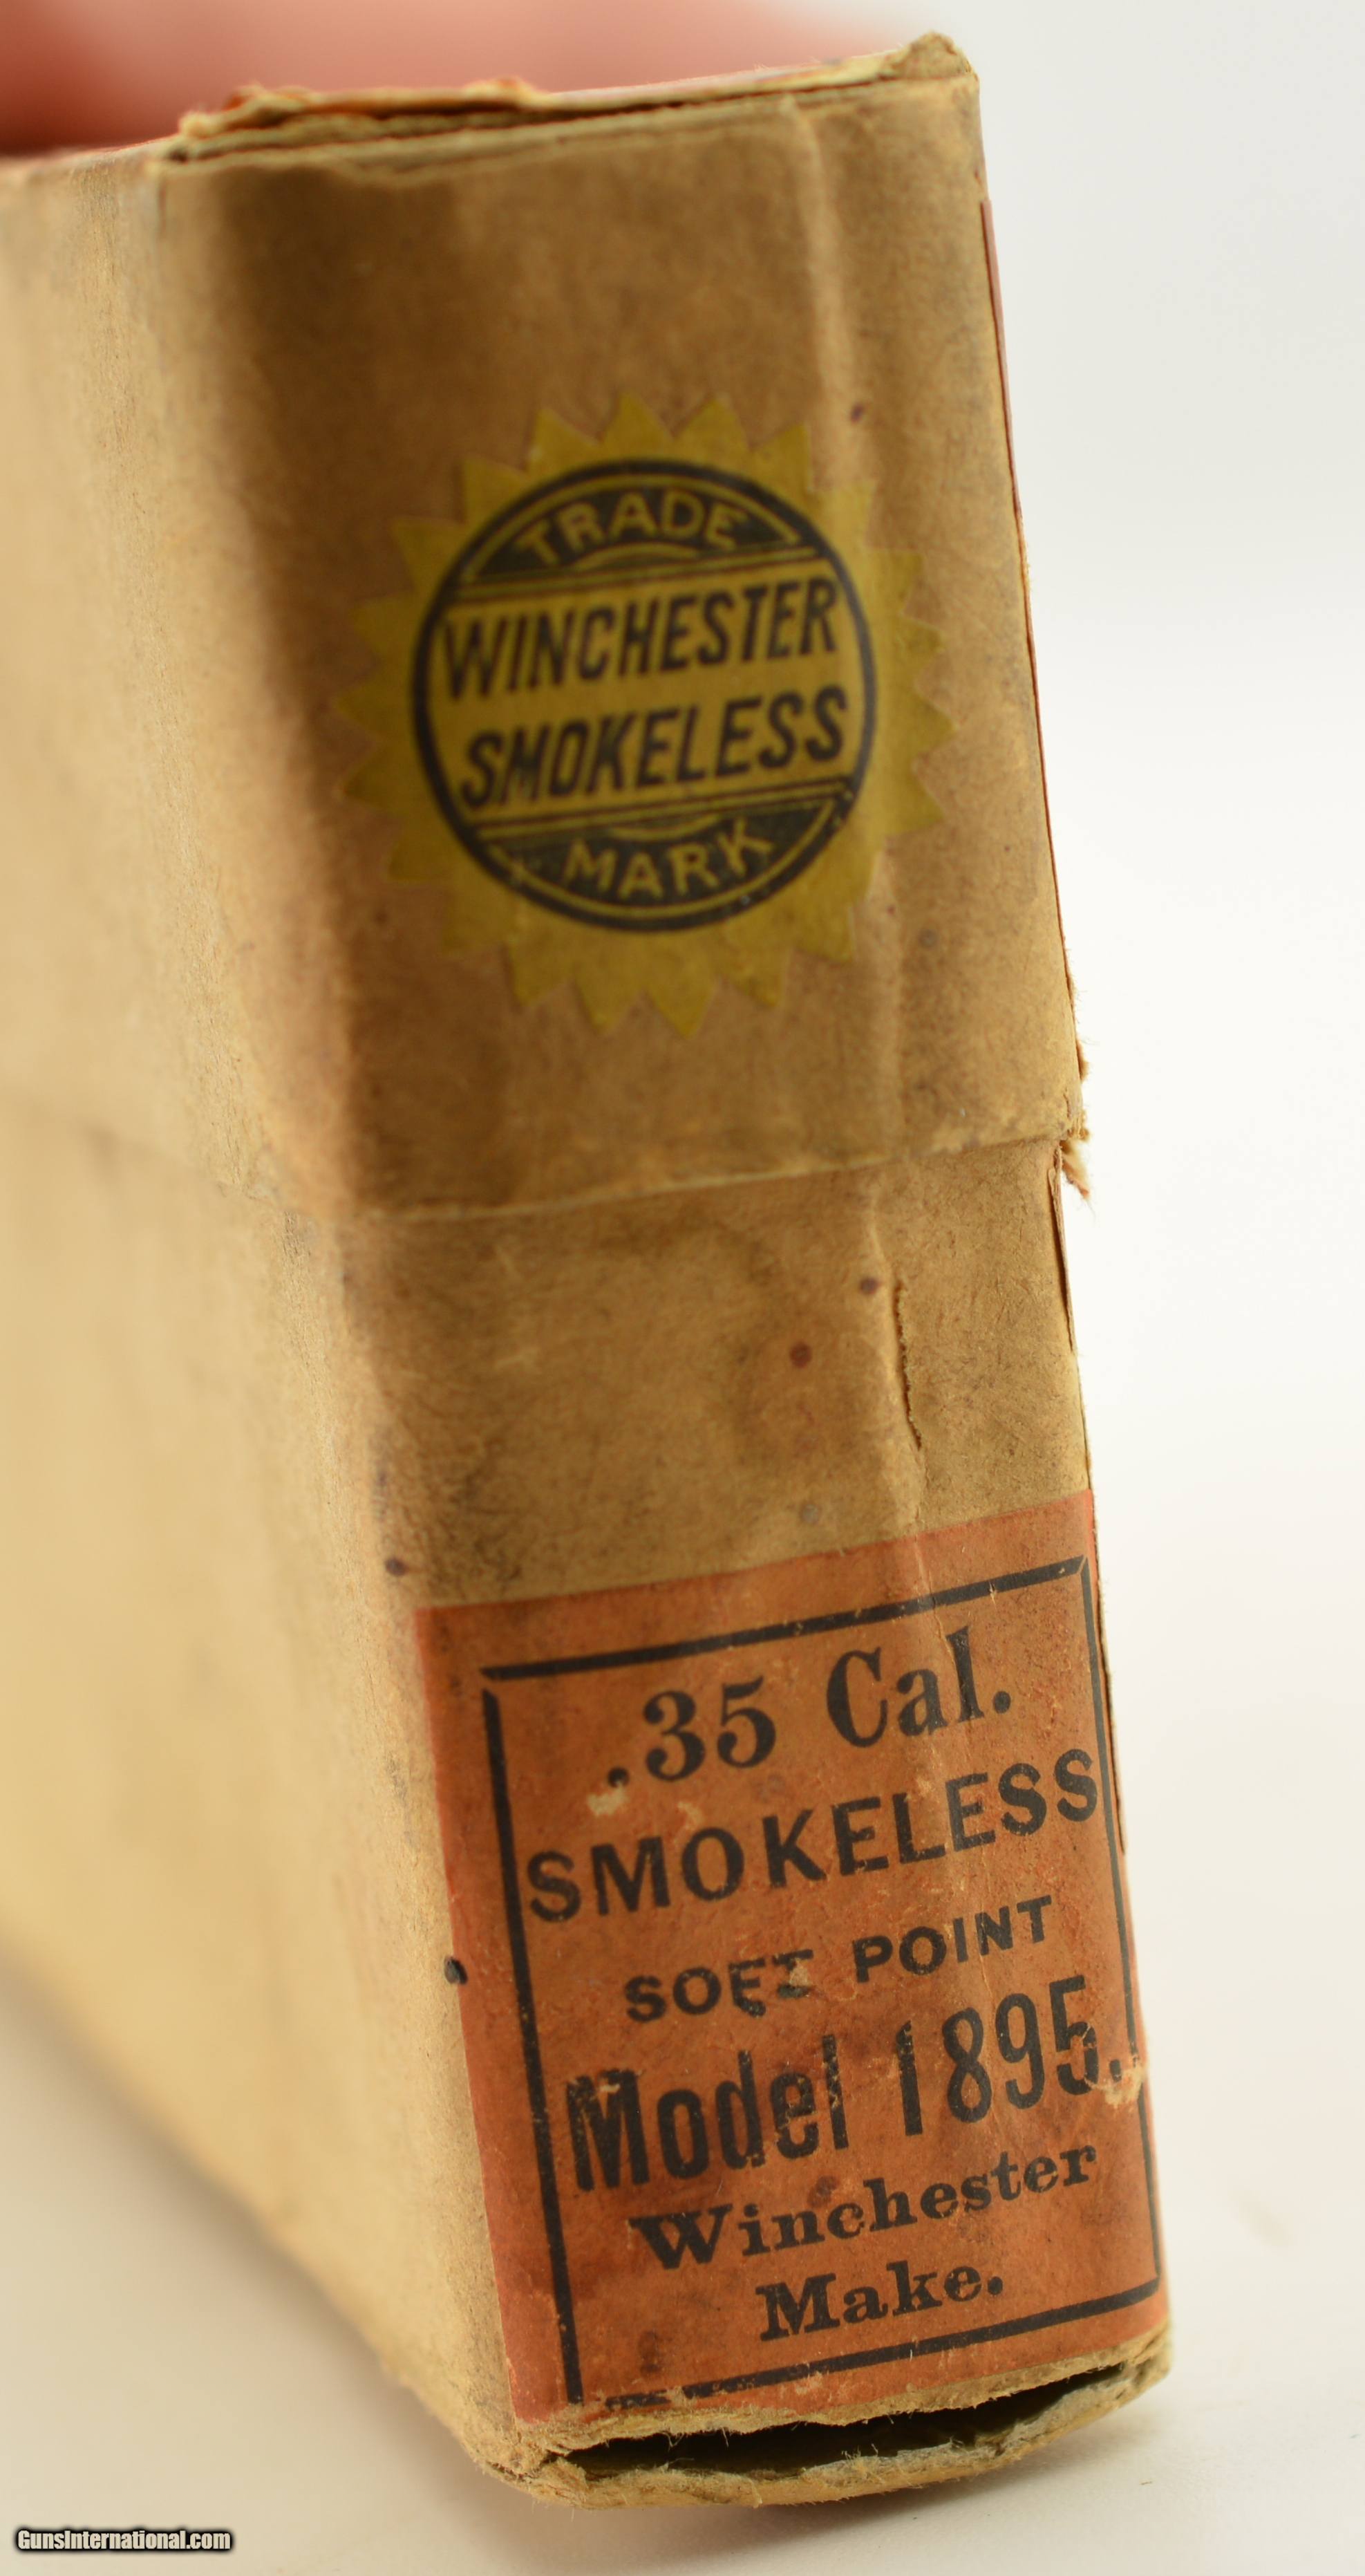 TRADE
WINCHESTER
SMOKELESS
MARK
.35 Cal.
SMOKELESS
SOFT POINT
Model 1895.
Winchester
Make.
GunsInternational.com